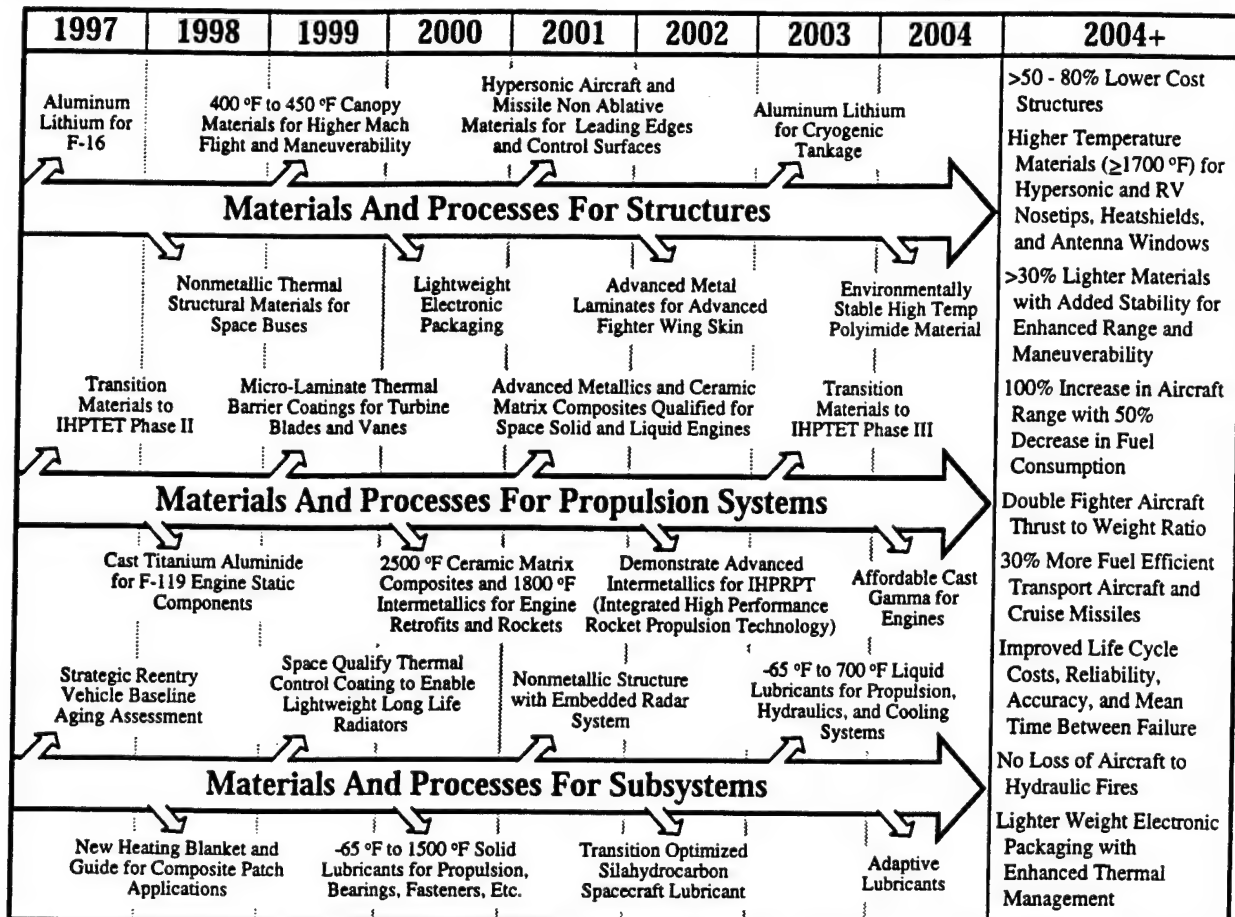 1997 1998 1999 2000 2001 2002 2003 2004 2004+
Aluminum
Lithium for
F-16
400 °F to 450 °F Canopy
Materials for Higher Mach
Flight and Maneuverability
Hypersonic Aircraft and
Missile Non Ablative
Materials for Leading Edges
and Control Surfaces
Aluminum Lithium
for Cryogenic
Tankage
Materials And Processes For Structures
Nonmetallic Thermal
Structural Materials for
Space Buses
Lightweight
Electronic
Packaging
Advanced Metal
Laminates for Advanced
Fighter Wing Skin
Environmentally
Stable High Temp
Polyimide Material
Transition
Materials to
IHPTET Phase II
Micro-Laminate Thermal
Barrier Coatings for Turbine
Blades and Vanes
Advanced Metallics and Ceramic
Matrix Composites Qualified for
Space Solid and Liquid Engines
Transition
Materials to
IHPTET Phase III
Materials And Processes For Propulsion Systems
Cast Titanium Aluminide
for F-119 Engine Static
Components
2500 °F Ceramic Matrix
Composites and 1800 °F
Intermetallics for Engine
Retrofits and Rockets
Demonstrate Advanced
Intermetallics for IHPRPT
(Integrated High Performance
Rocket Propulsion Technology)
Affordable Cast
Gamma for
Engines
Strategic Reentry
Vehicle Baseline
Aging Assessment
Space Qualify Thermal
Control Coating to Enable
Lightweight Long Life
Radiators
Nonmetallic Structure
with Embedded Radar
System
-65 °F to 700 °F Liquid
Lubricants for Propulsion,
Hydraulics, and Cooling
Systems
Materials And Processes For Subsystems
New Heating Blanket and
Guide for Composite Patch
Applications
-65 °F to 1500 °F Solid
Lubricants for Propulsion,
Bearings, Fasteners, Etc.
Transition Optimized
Silahydrocarbon
Spacecraft Lubricant
Adaptive
Lubricants
>50 - 80% Lower Cost
Structures
Higher Temperature
Materials (≥1700 °F) for
Hypersonic and RV
Nosetips, Heatshields,
and Antenna Windows
>30% Lighter Materials
with Added Stability for
Enhanced Range and
Maneuverability
100% Increase in Aircraft
Range with 50%
Decrease in Fuel
Consumption
Double Fighter Aircraft
Thrust to Weight Ratio
30% More Fuel Efficient
Transport Aircraft and
Cruise Missiles
Improved Life Cycle
Costs, Reliability,
Accuracy, and Mean
Time Between Failure
No Loss of Aircraft to
Hydraulic Fires
Lighter Weight Electronic
Packaging with
Enhanced Thermal
Management